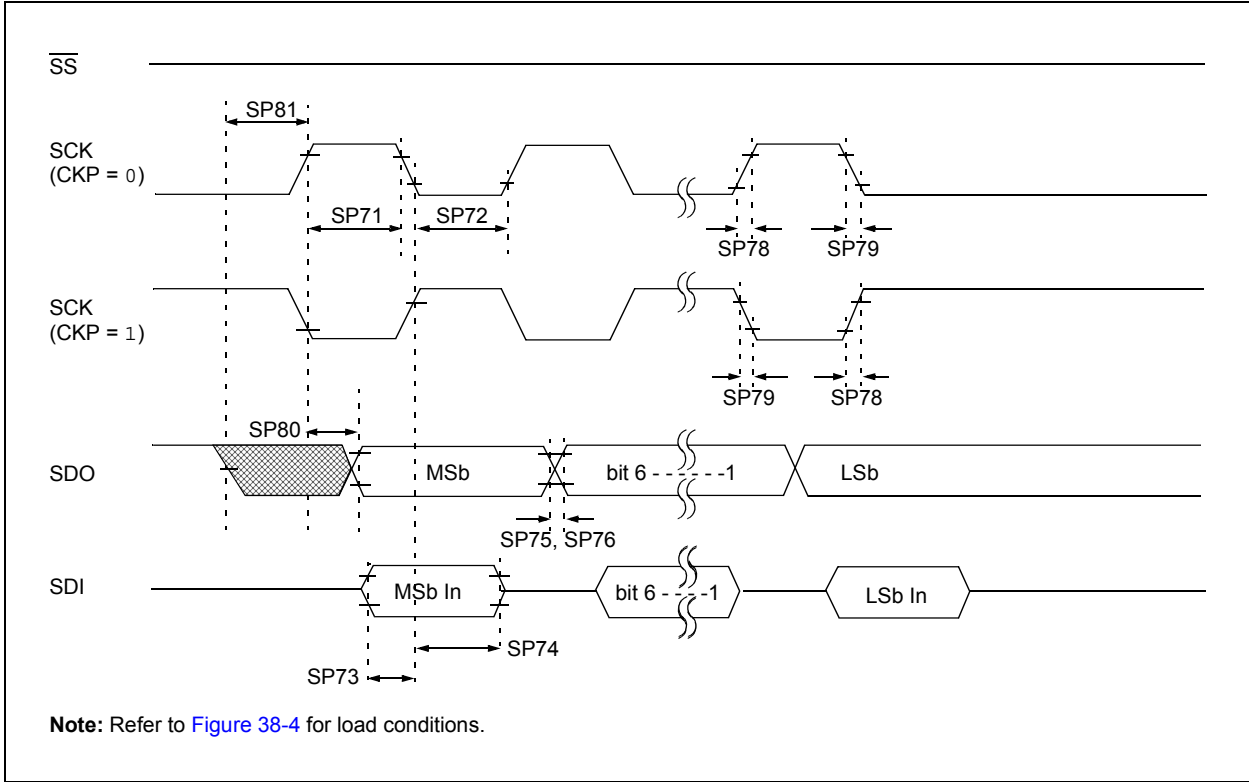 SS
SP81
SCK
(CKP = 0)
SP71
SP72
SP78
SP79
SCK
(CKP = 1)
SP79
SP78
SP80
SDO
MSb
bit 6 - - - - - -1
LSb
SP75, SP76
SDI
MSb In
bit 6 - - - - -1
LSb In
SP74
SP73
Note: Refer to Figure 38-4 for load conditions.